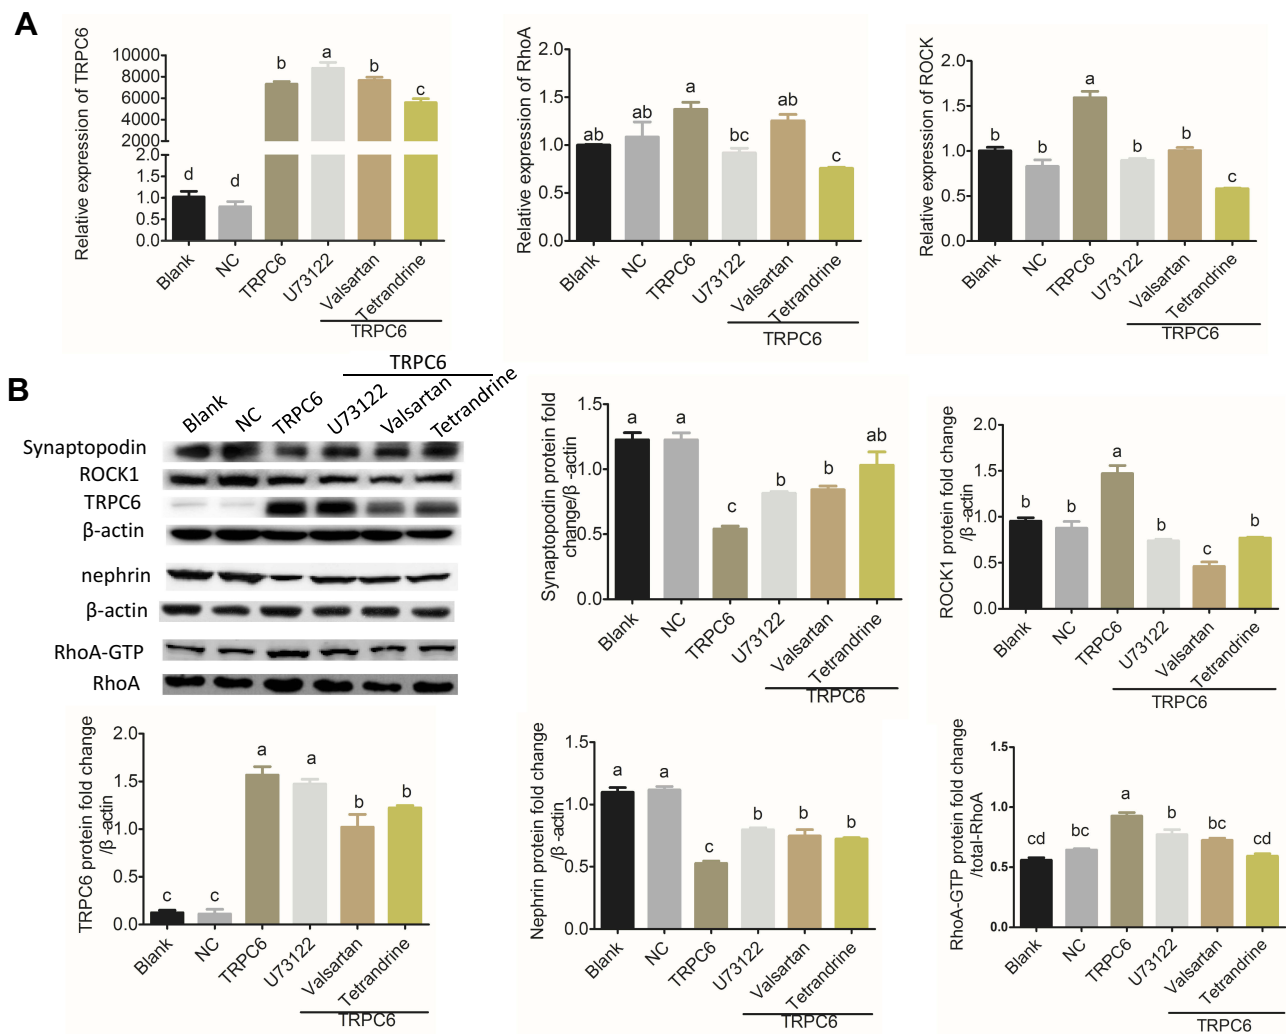 A
Relative expression of TRPC6
10000
8000
6000
4000
2000
2.0
1.5
1.0
0.5
0.0
d
d
b
a
b
c
Blank
NC
TRPC6
U73122
Valsartan
Tetrandrine
TRPC6
Relative expression of RhoA
2.0
1.5
1.0
0.5
0.0
ab
ab
a
bc
ab
c
Blank
NC
TRPC6
U73122
Valsartan
Tetrandrine
TRPC6
Relative expression of ROCK
2.0
1.5
1.0
0.5
0.0
b
b
a
b
b
c
Blank
NC
TRPC6
U73122
Valsartan
Tetrandrine
TRPC6
B
TRPC6
Blank
NC
TRPC6
U73122
Valsartan
Tetrandrine
Synaptopodin
ROCK1
TRPC6
β-actin
nephrin
β-actin
RhoA-GTP
RhoA
Synaptopodin protein fold
change/β -actin
1.5
1.0
0.5
0.0
a
a
c
b
b
ab
Blank
NC
TRPC6
U73122
Valsartan
Tetrandrine
TRPC6
ROCK1 protein fold change
/β -actin
2.0
1.5
1.0
0.5
0.0
b
b
a
b
c
b
Blank
NC
TRPC6
U73122
Valsartan
Tetrandrine
TRPC6
TRPC6 protein fold change
/β -actin
2.0
1.5
1.0
0.5
0.0
c
c
a
a
b
b
Blank
NC
TRPC6
U73122
Valsartan
Tetrandrine
TRPC6
Nephrin protein fold change
/β -actin
1.5
1.0
0.5
0.0
a
a
c
b
b
b
Blank
NC
TRPC6
U73122
Valsartan
Tetrandrine
TRPC6
RhoA-GTP protein fold change
/total-RhoA
1.5
1.0
0.5
0.0
cd
bc
a
b
bc
cd
Blank
NC
TRPC6
U73122
Valsartan
Tetrandrine
TRPC6